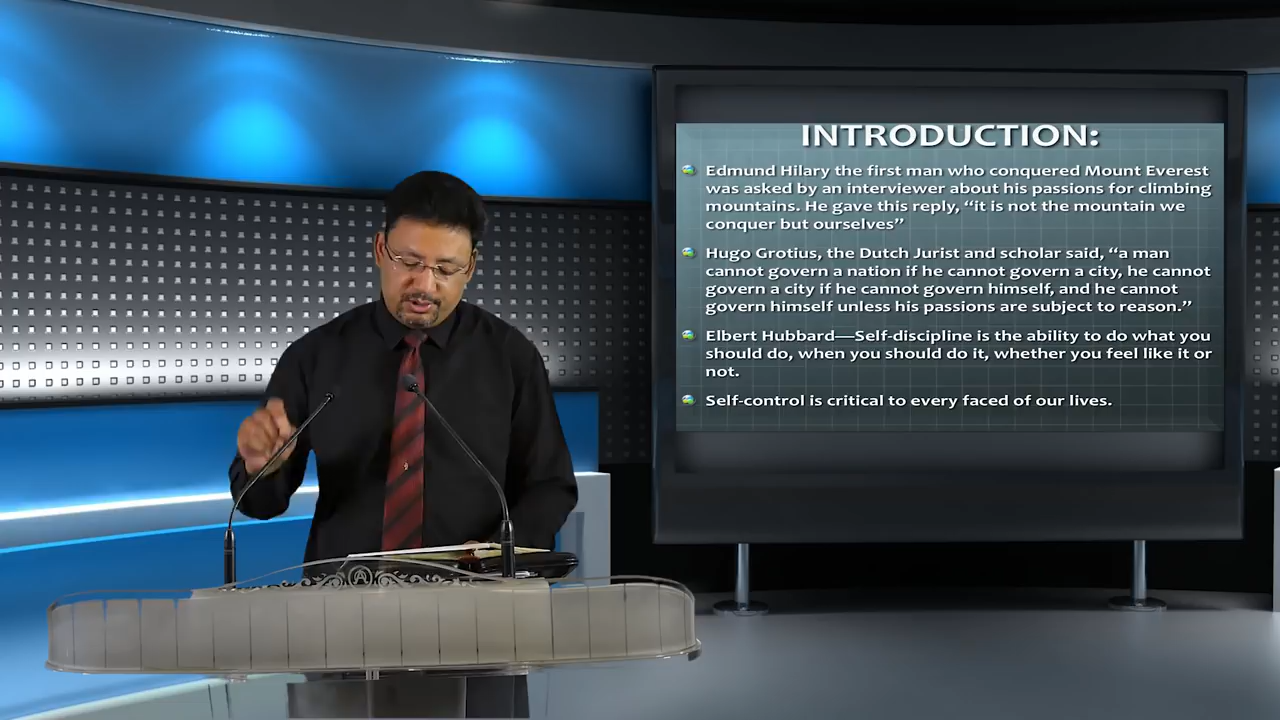 INTRODUCTION:
Edmund Hilary the first man who conquered Mount Everest
was asked by an interviewer about his passions for climbing
mountains. He gave this reply, “it is not the mountain we
conquer but ourselves”
Hugo Grotius, the Dutch Jurist and scholar said, “a man
cannot govern a nation if he cannot govern a city, he cannot
govern a city if he cannot govern himself, and he cannot
govern himself unless his passions are subject to reason.”
Elbert Hubbard—Self-discipline is the ability to do what you
should do, when you should do it, whether you feel like it or
not.
Self-control is critical to every faced of our lives.